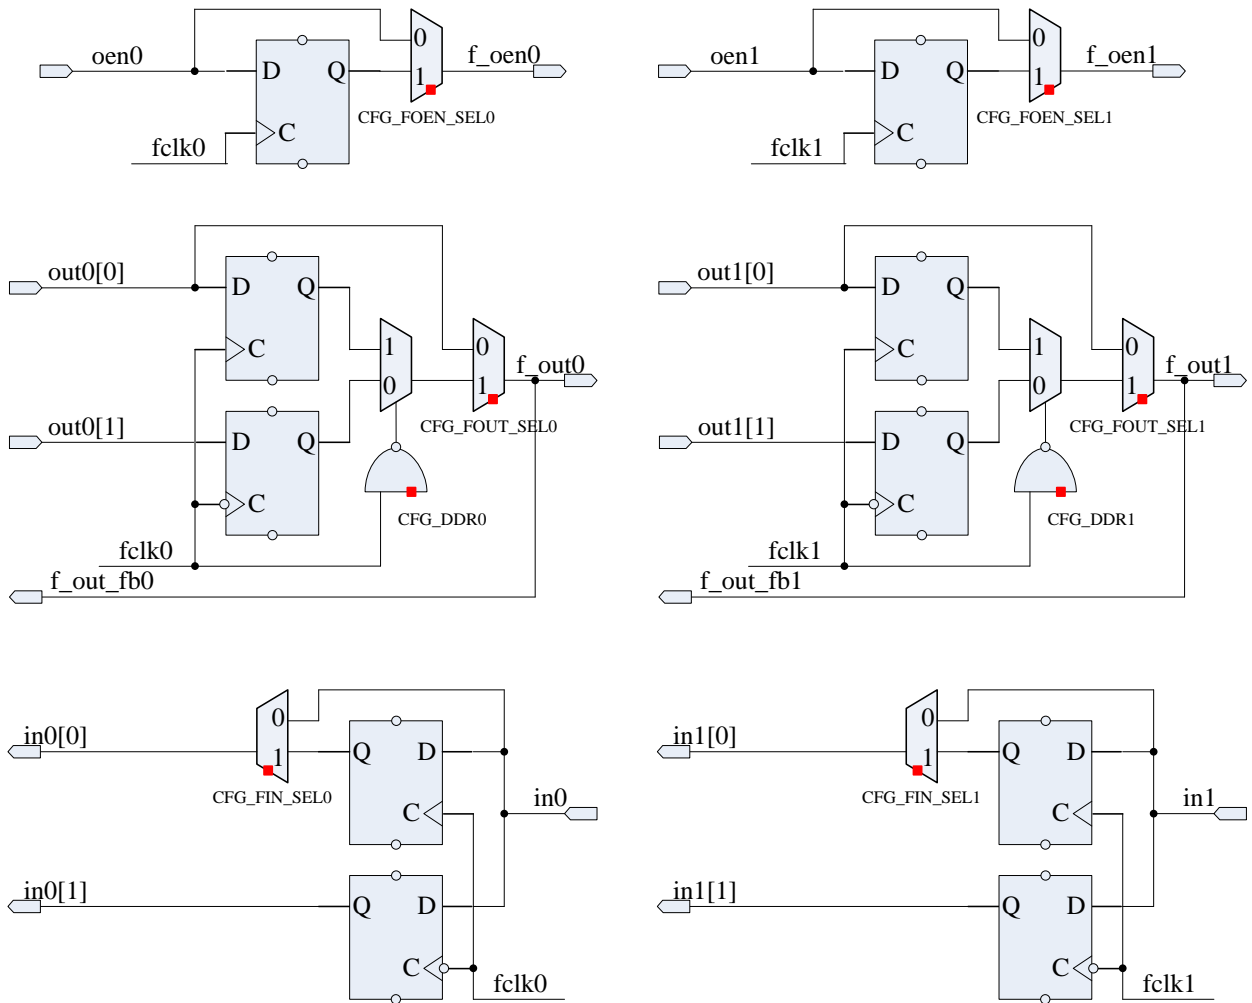 oen0
D
Q
C
fclk0
0
1
f_oen0
CFG_FOEN_SEL0
oen1
D
Q
C
fclk1
0
1
f_oen1
CFG_FOEN_SEL1
out0[0]
D
Q
C
1
0
0
1
f_out0
CFG_FOUT_SEL0
out0[1]
D
Q
C
CFG_DDR0
fclk0
f_out_fb0
out1[0]
D
Q
C
1
0
0
1
f_out1
CFG_FOUT_SEL1
out1[1]
D
Q
C
CFG_DDR1
fclk1
f_out_fb1
in0[0]
0
1
CFG_FIN_SEL0
Q
D
C
in0
in0[1]
Q
D
C
fclk0
in1[0]
0
1
CFG_FIN_SEL1
Q
D
C
in1
in1[1]
Q
D
C
fclk1